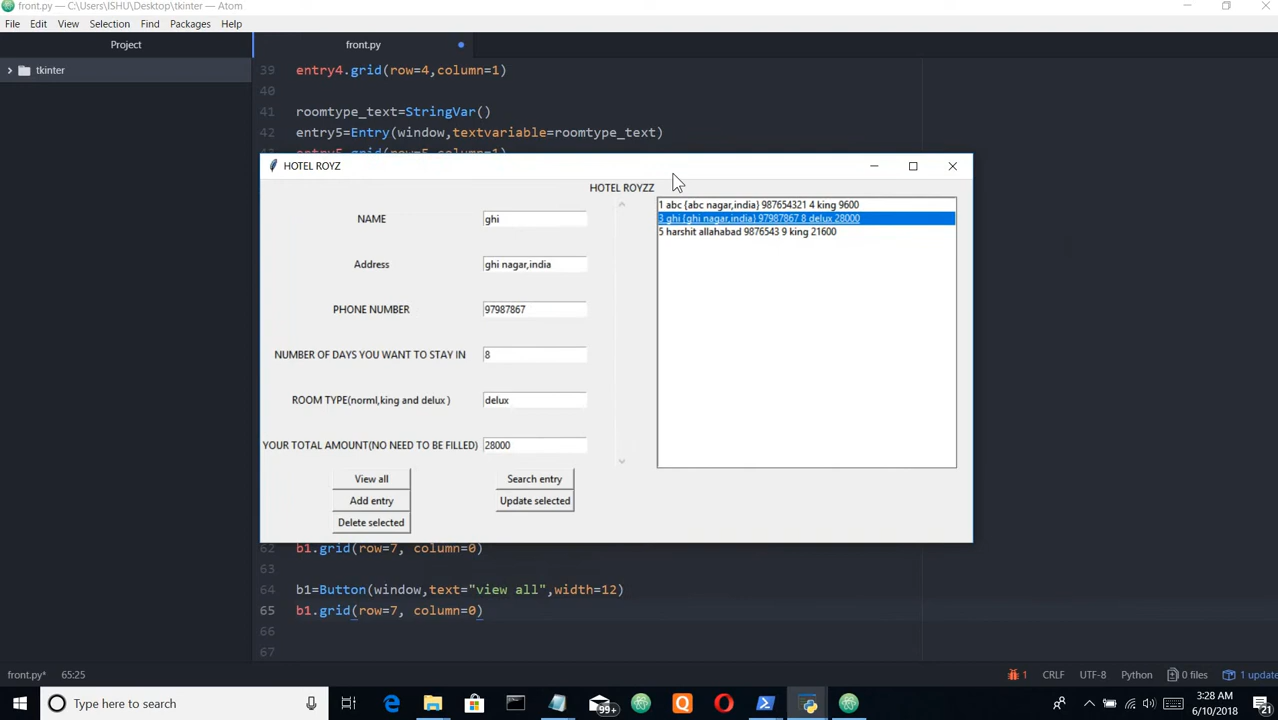 front.py — C:\Users\ISHU\Desktop\tkinter — Atom
File Edit View Selection Find Packages Help
Project
front.py
tkinter
39 entry4.grid(row=4,column=1)
40
41 roomtype_text=StringVar()
42 entry5=Entry(window,textvariable=roomtype_text)
HOTEL ROYZ
HOTEL ROYZZ
NAME ghi
Address ghi nagar,india
PHONE NUMBER 97987867
NUMBER OF DAYS YOU WANT TO STAY IN 8
ROOM TYPE(norml,king and delux ) delux
YOUR TOTAL AMOUNT(NO NEED TO BE FILLED) 28000
1 abc {abc nagar,india} 987654321 4 king 9600
3 ghi {ghi nagar,india} 97987867 8 delux 28000
5 harshit allahabad 9876543 9 king 21600
View all Search entry
Add entry Update selected
Delete selected
62 b1.grid(row=7, column=0)
63
64 b1=Button(window,text="view all",width=12)
65 b1.grid(row=7, column=0)
66
67
front.py* 65:25 1 CRLF UTF-8 Python 0 files 1 update
Type here to search
99+
3:28 AM
6/10/2018
21